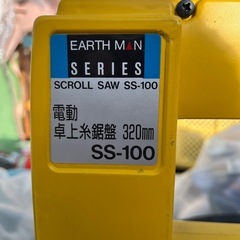 EARTH MAN
SERIES
SCROLL SAW SS-100
電動
卓上糸鋸盤 320mm
SS-100